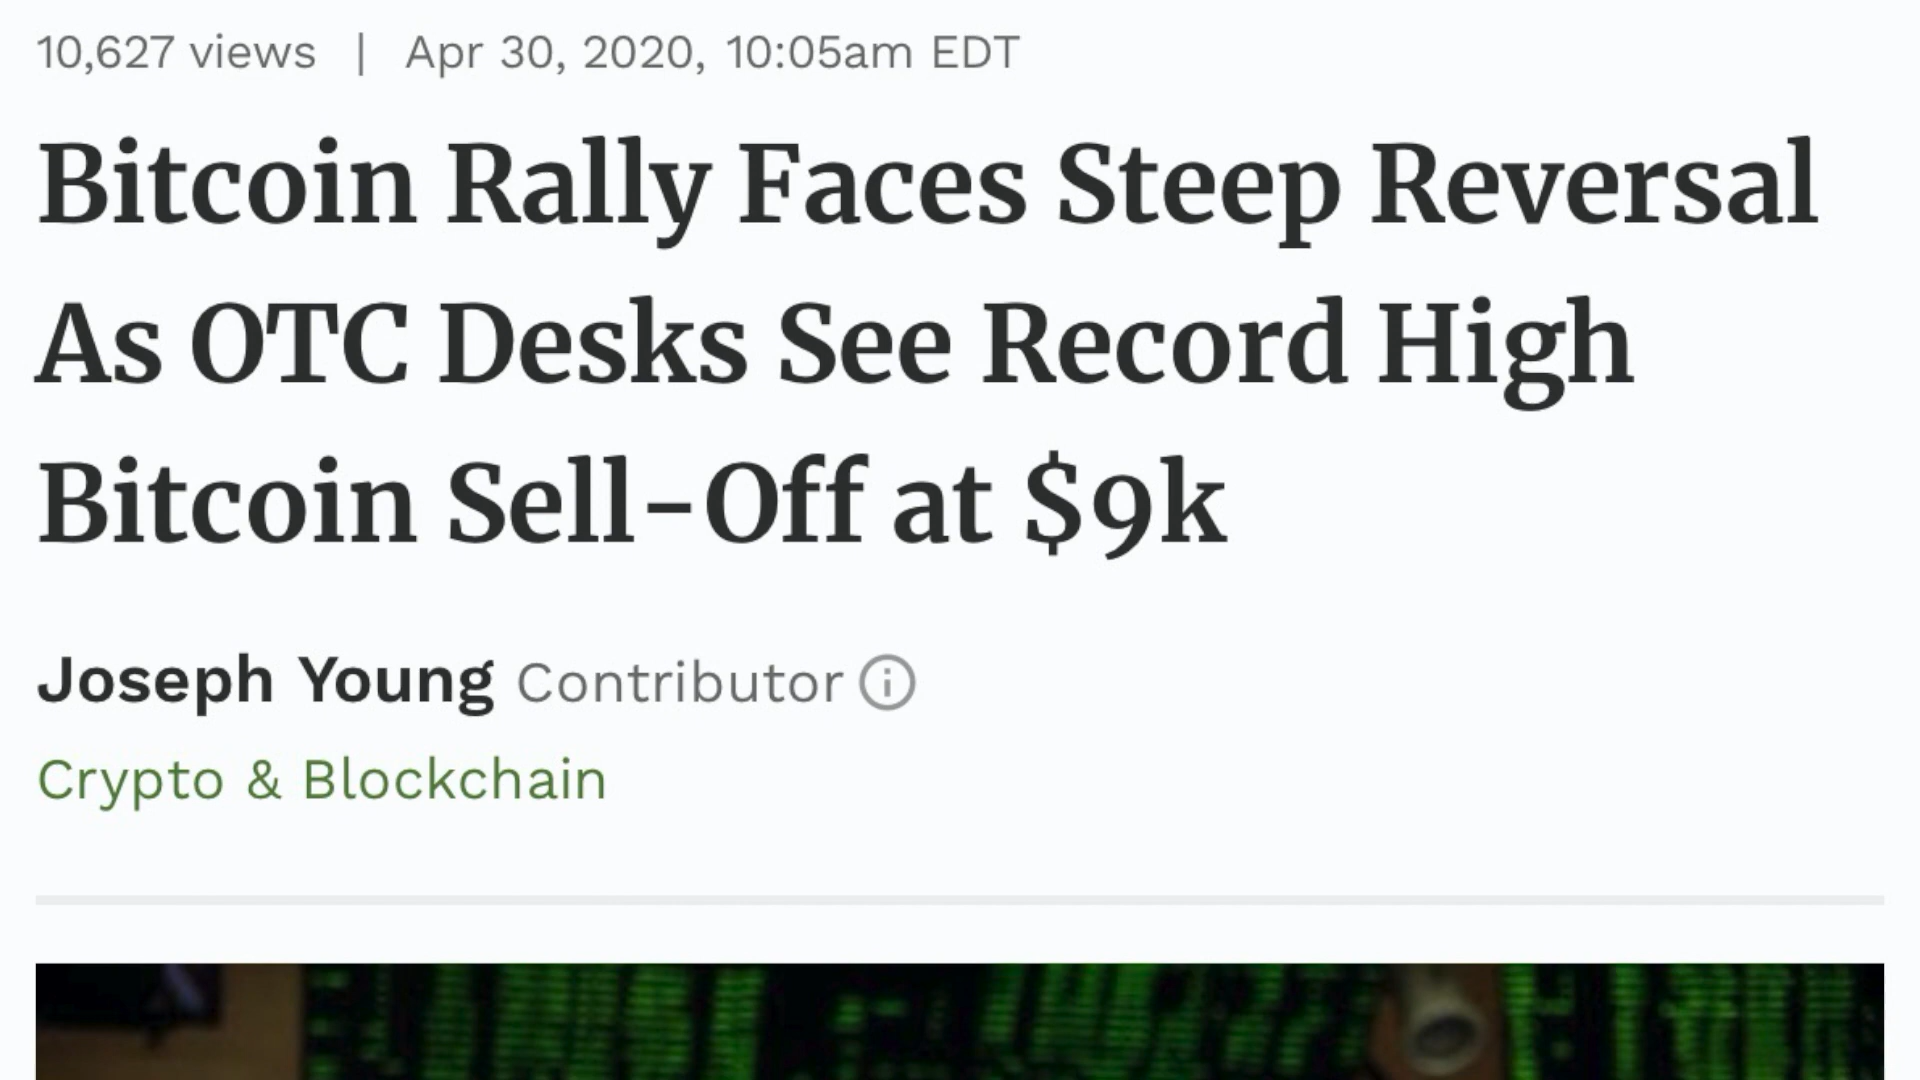 10,627 views | Apr 30, 2020, 10:05am EDT
Bitcoin Rally Faces Steep Reversal
As OTC Desks See Record High
Bitcoin Sell-Off at $9k
Joseph Young Contributor
Crypto & Blockchain